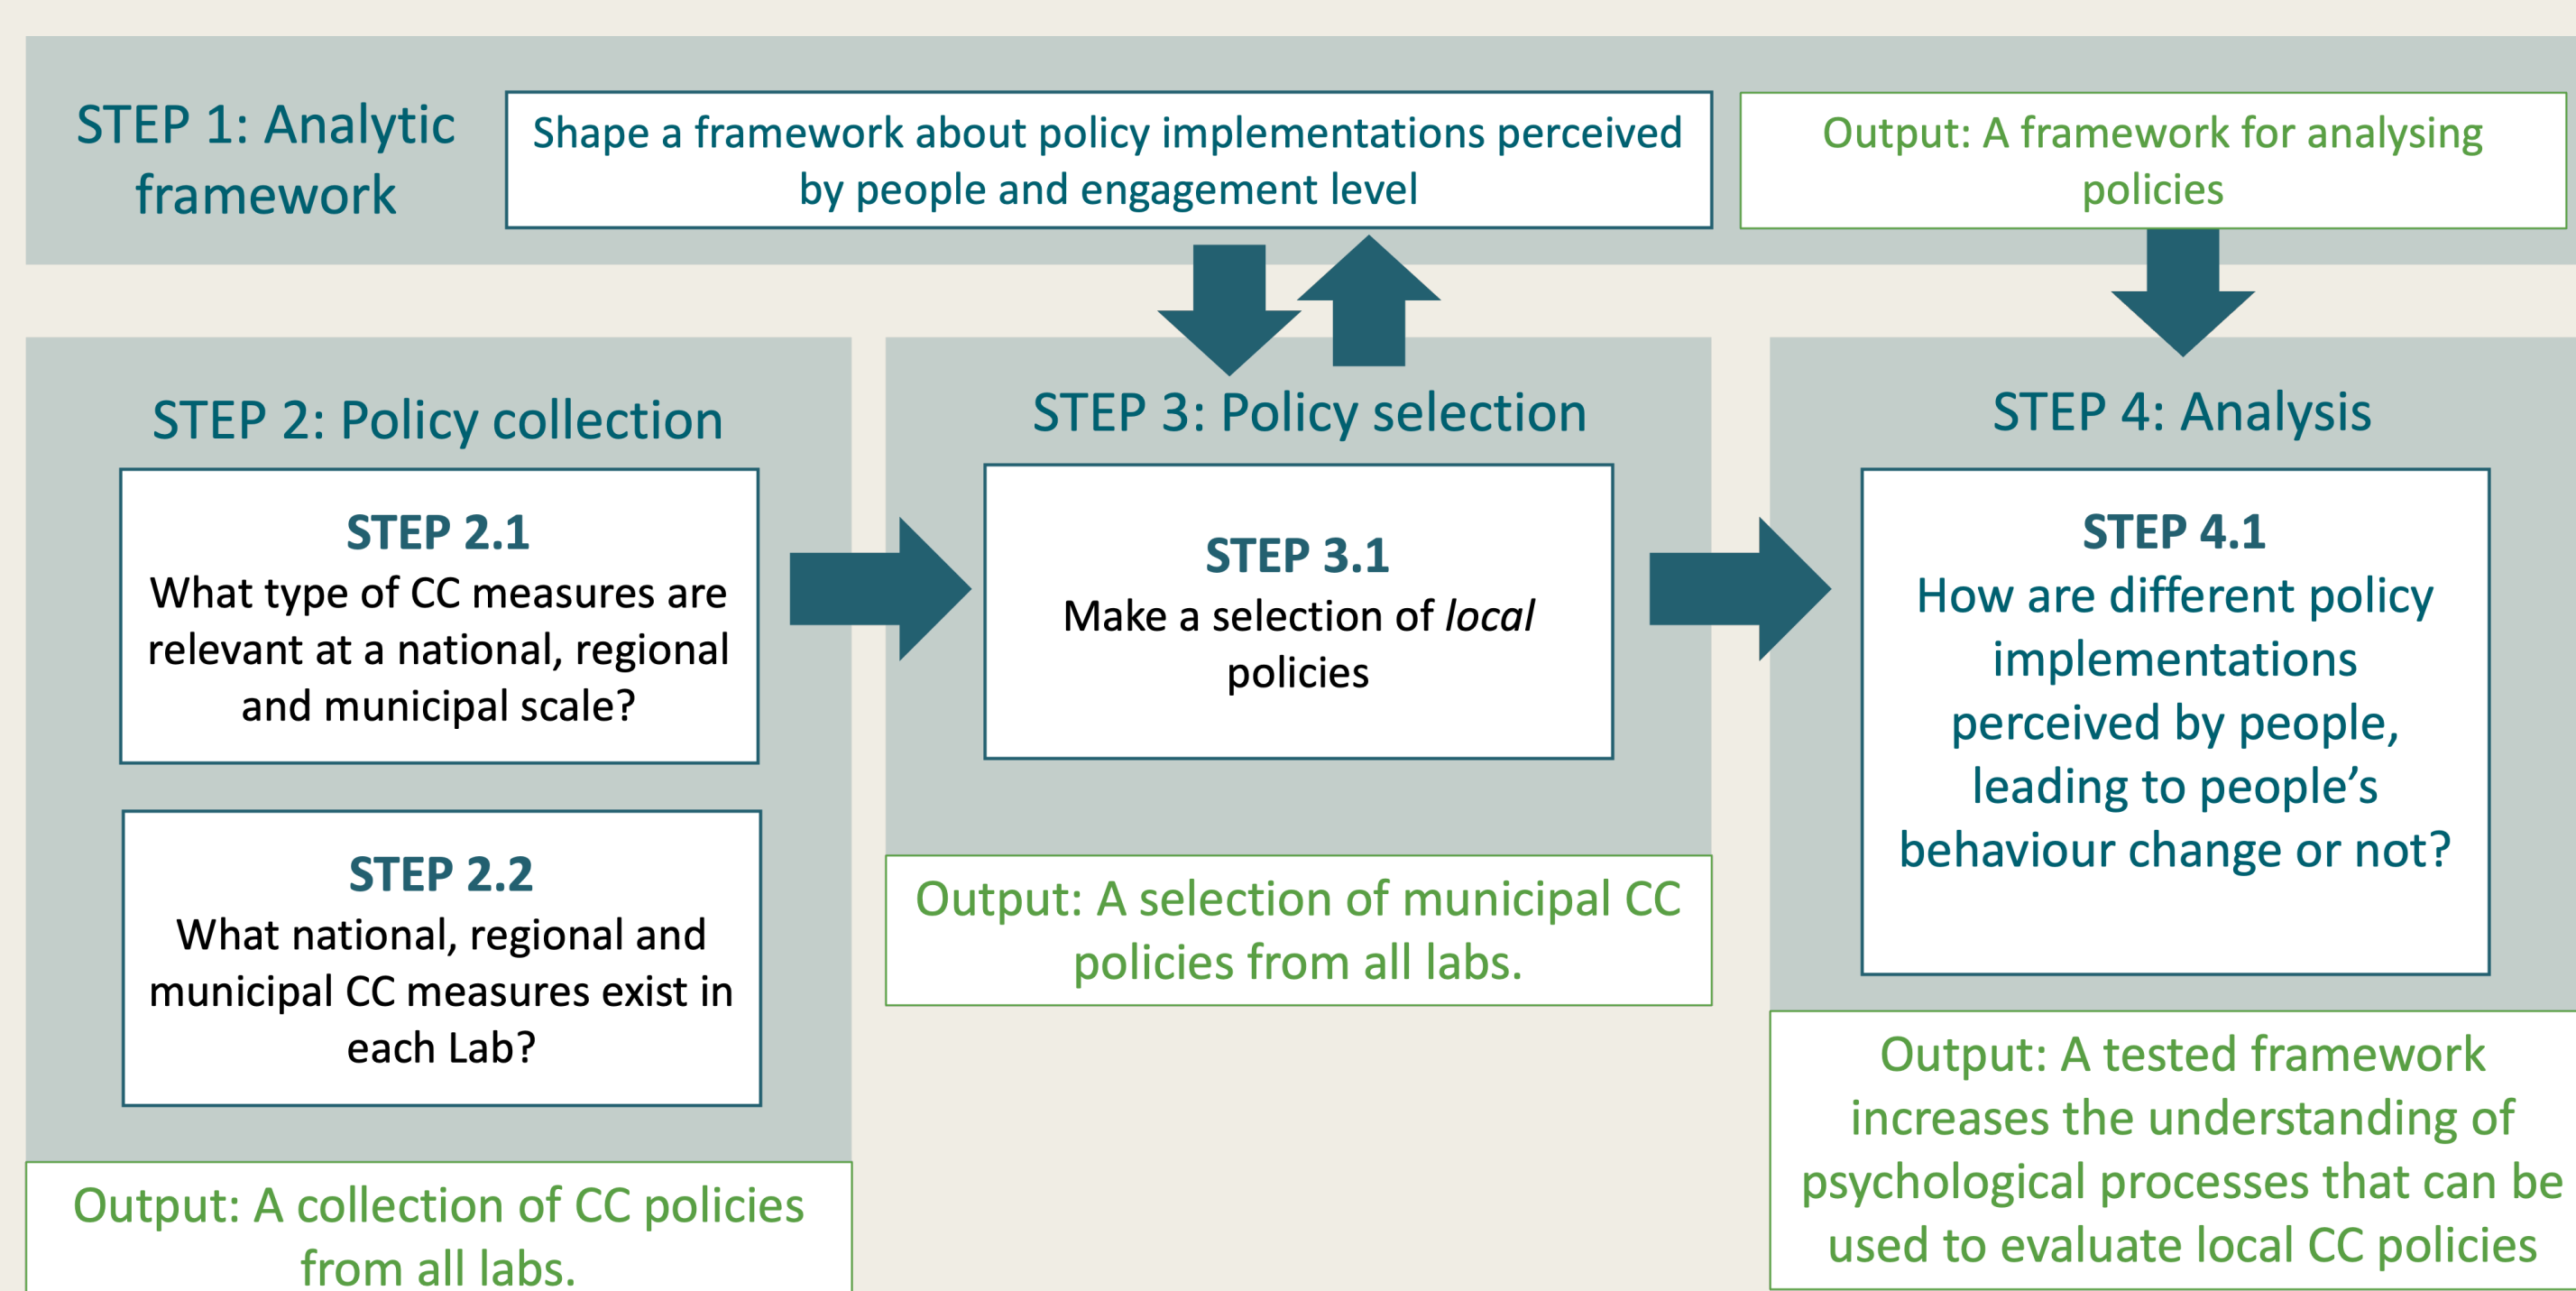 STEP 1: Analytic
framework
Shape a framework about policy implementations perceived
by people and engagement level
Output: A framework for analysing
policies
STEP 2: Policy collection
STEP 2.1
What type of CC measures are
relevant at a national, regional
and municipal scale?
STEP 2.2
What national, regional and
municipal CC measures exist in
each Lab?
Output: A collection of CC policies
from all labs.
STEP 3: Policy selection
STEP 3.1
Make a selection of local
policies
Output: A selection of municipal CC
policies from all labs.
STEP 4: Analysis
STEP 4.1
How are different policy
implementations
perceived by people,
leading to people’s
behaviour change or not?
Output: A tested framework
increases the understanding of
psychological processes that can be
used to evaluate local CC policies